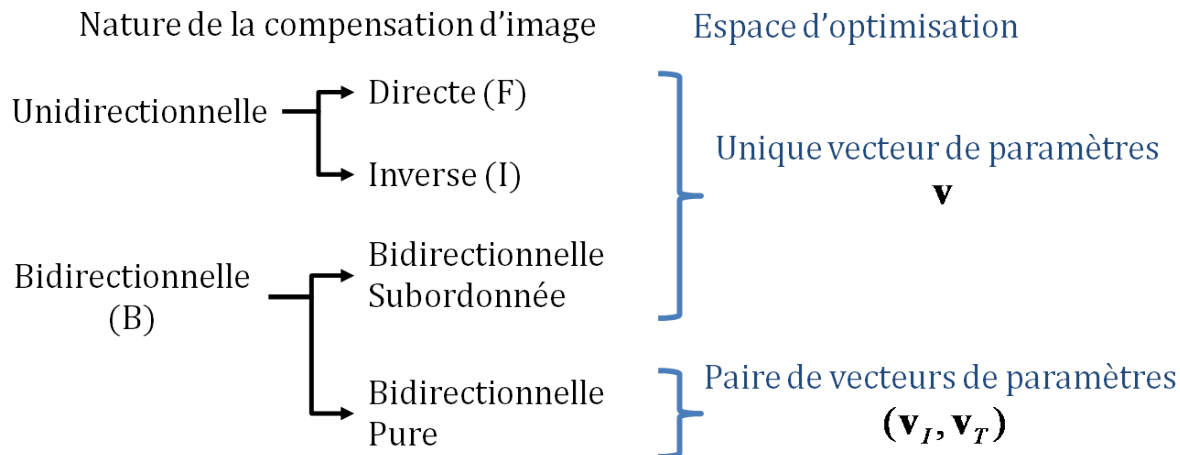 Nature de la compensation d'image
Espace d'optimisation
Unidirectionnelle
Directe (F)
Inverse (I)
Unique vecteur de paramètres
v
Bidirectionnelle
(B)
Bidirectionnelle
Subordonnée
Bidirectionnelle
Pure
Paire de vecteurs de paramètres
(v_I, v_T)